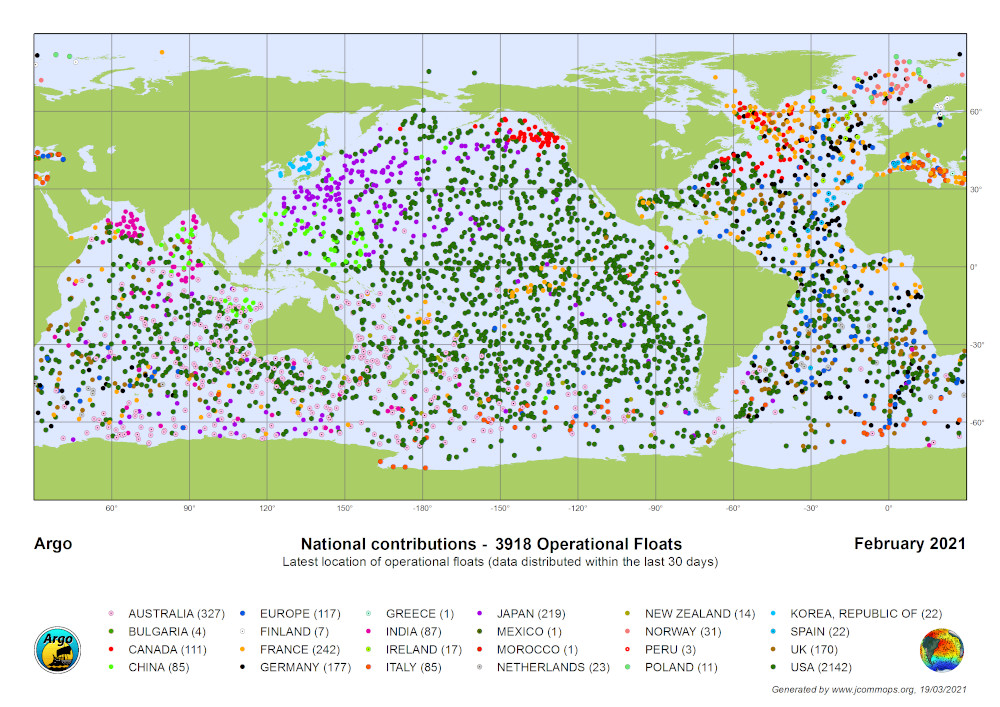 60°
30°
0°
-30°
-60°
60° 90° 120° 150° -180° -150° -120° -90° -60° -30° 0°
Argo National contributions - 3918 Operational Floats February 2021
Latest location of operational floats (data distributed within the last 30 days)
AUSTRALIA (327) EUROPE (117) GREECE (1) JAPAN (219) NEW ZEALAND (14) KOREA, REPUBLIC OF (22)
BULGARIA (4) FINLAND (7) INDIA (87) MEXICO (1) NORWAY (31) SPAIN (22)
CANADA (111) FRANCE (242) IRELAND (17) MOROCCO (1) PERU (3) UK (170)
CHINA (85) GERMANY (177) ITALY (85) NETHERLANDS (23) POLAND (11) USA (2142)
Argo
Generated by www.jcommops.org, 19/03/2021